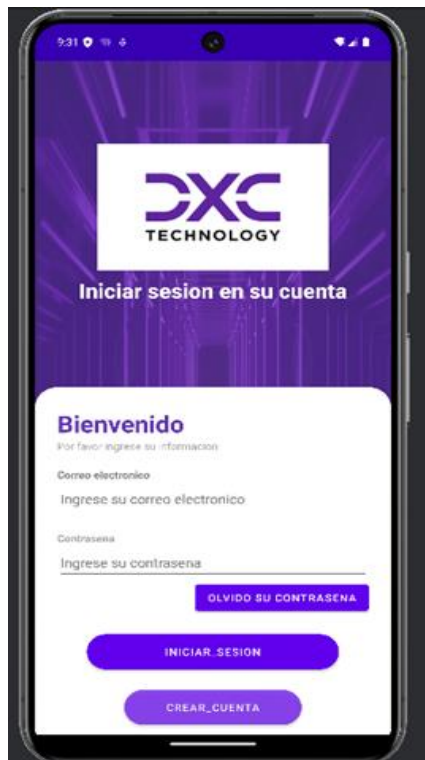 9:31
DXC
TECHNOLOGY
Iniciar sesion en su cuenta
Bienvenido
Por favor ingrese su informacion
Correo electronico
Ingrese su correo electronico
Contrasena
Ingrese su contrasena
OLVIDO SU CONTRASENA
INICIAR_SESION
CREAR_CUENTA